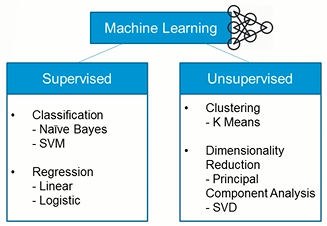 Machine Learning
Supervised
• Classification
- Naïve Bayes
- SVM
• Regression
- Linear
- Logistic
Unsupervised
• Clustering
- K Means
• Dimensionality
Reduction
- Principal
Component Analysis
- SVD